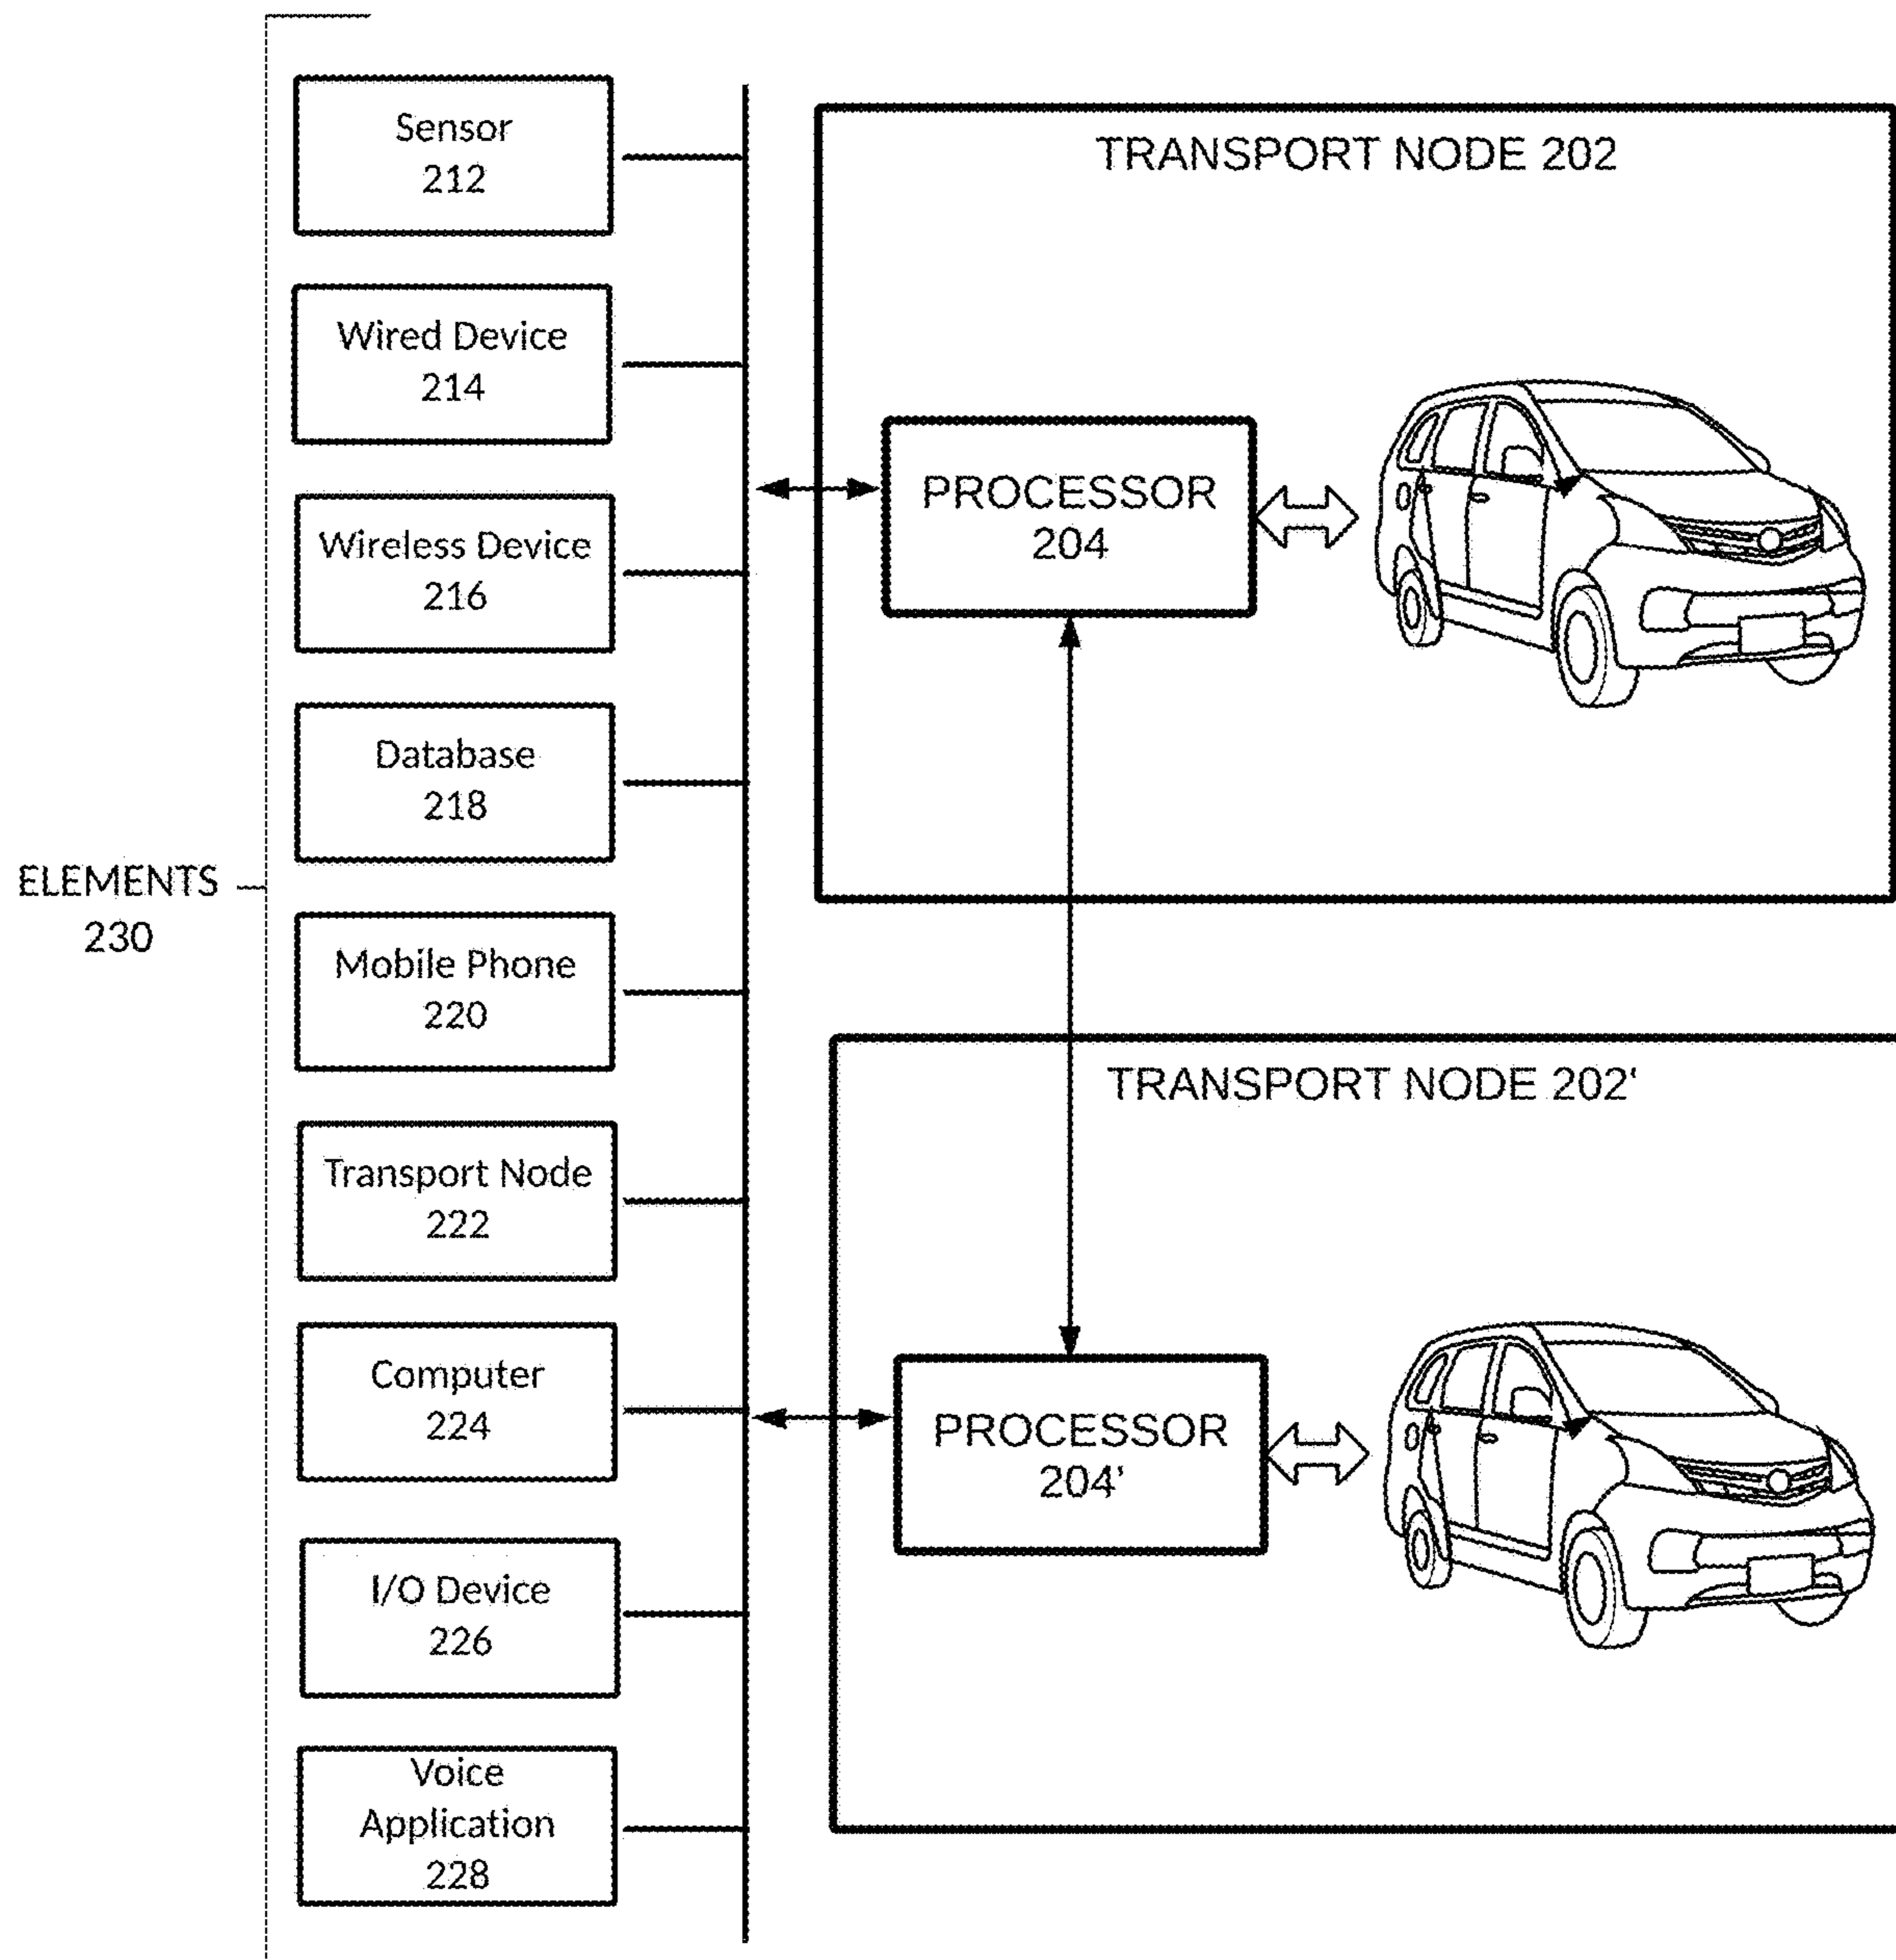 ELEMENTS
230
Sensor
212
Wired Device
214
Wireless Device
216
Database
218
Mobile Phone
220
Transport Node
222
Computer
224
I/O Device
226
Voice
Application
228
TRANSPORT NODE 202
PROCESSOR
204
TRANSPORT NODE 202'
PROCESSOR
204’